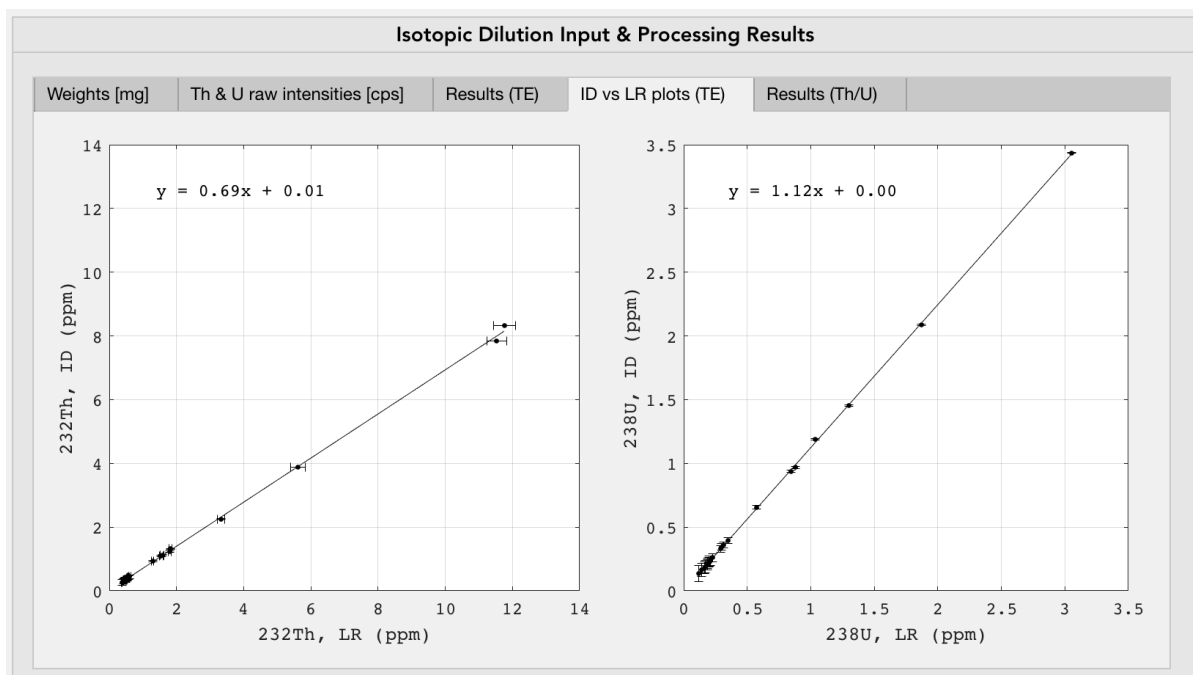 Isotopic Dilution Input & Processing Results
Weights [mg]
Th & U raw intensities [cps]
Results (TE)
ID vs LR plots (TE)
Results (Th/U)
14
12
10
8
6
4
2
0
232Th, ID (ppm)
y = 0.69x + 0.01
0 2 4 6 8 10 12 14
232Th, LR (ppm)
3.5
3
2.5
2
1.5
1
0.5
0
238U, ID (ppm)
y = 1.12x + 0.00
0 0.5 1 1.5 2 2.5 3 3.5
238U, LR (ppm)